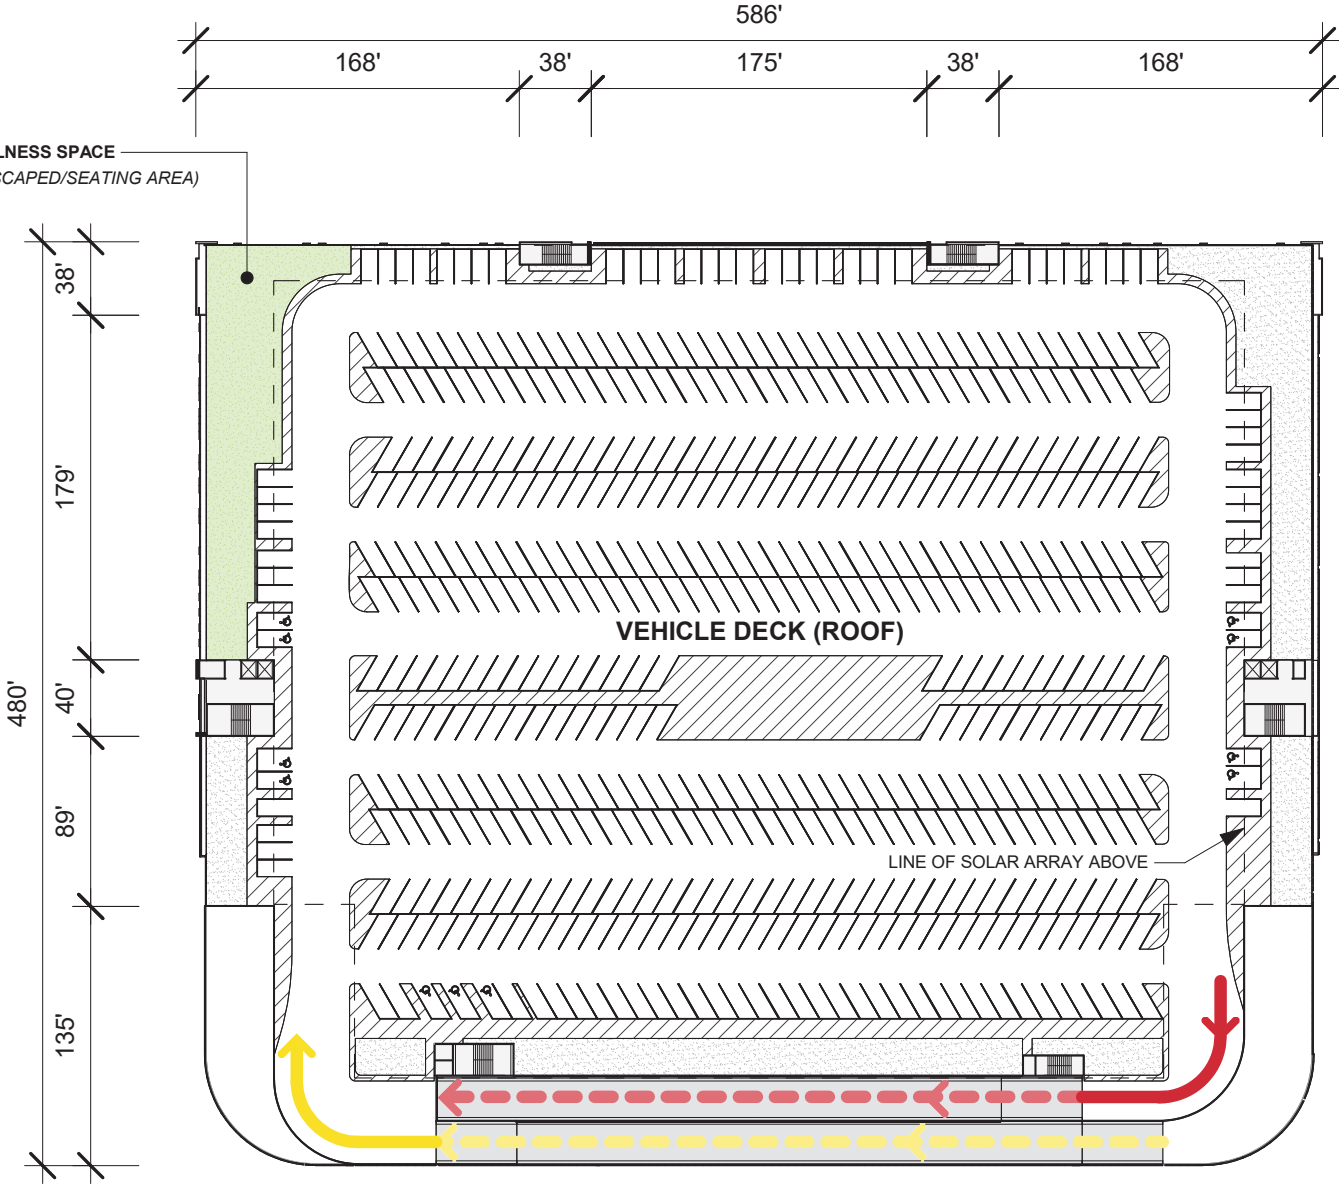 586'
168' 38' 175' 38' 168'
LNESS SPACE
SCAPED/SEATING AREA)
38'
179'
VEHICLE DECK (ROOF)
480'
40'
89'
LINE OF SOLAR ARRAY ABOVE
135'